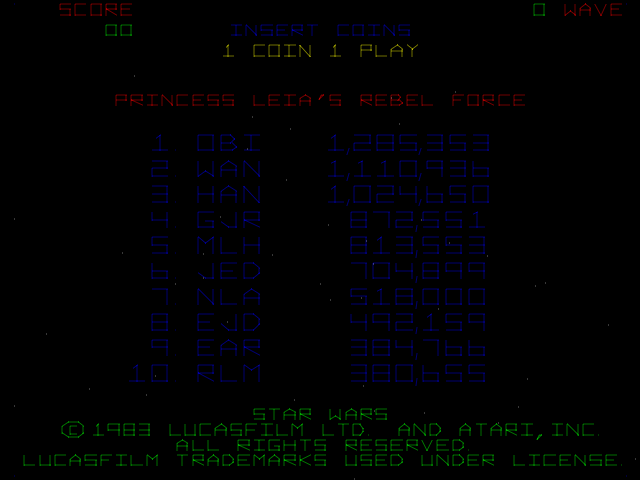 SCORE 0 WAVE
00 INSERT COINS
1 COIN 1 PLAY
PRINCESS LEIA'S REBEL FORCE
1 OBI 1,285,353
2 WAN 1,110,936
3 HAN 1,024,650
4 GJR 872,551
5 MLH 813,553
6 JED 704,899
7 NLA 518,000
8 EJD 492,159
9 EAR 384,766
10 RLM 380,655
STAR WARS
© 1983 LUCASFILM LTD AND ATARI, INC.
ALL RIGHTS RESERVED
LUCASFILM TRADEMARKS USED UNDER LICENSE.